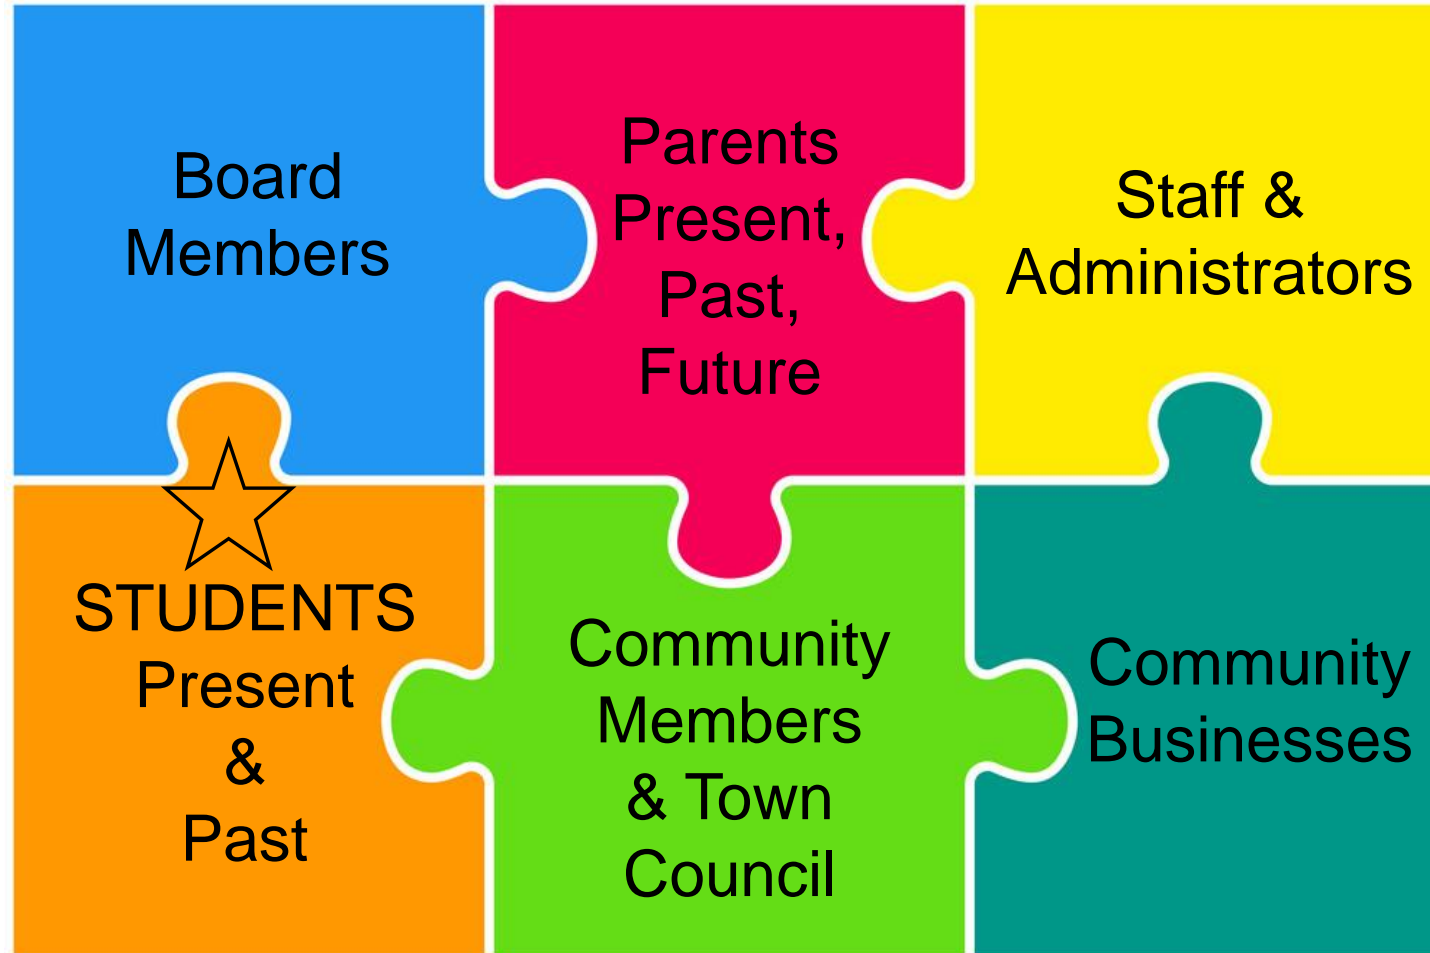 Board
Members
Parents
Present,
Past,
Future
Staff &
Administrators
STUDENTS
Present
&
Past
Community
Members
& Town
Council
Community
Businesses